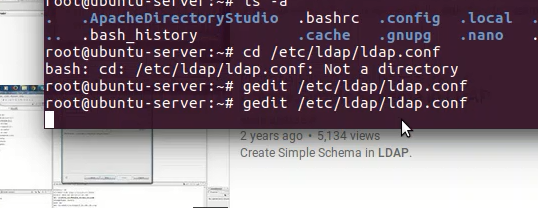 root@ubuntu-server:~# ls -a
. .ApacheDirectoryStudio .bashrc .config .local .
.. .bash_history .cache .gnupg .nano .
root@ubuntu-server:~# cd /etc/ldap/ldap.conf
bash: cd: /etc/ldap/ldap.conf: Not a directory
root@ubuntu-server:~# gedit /etc/ldap/ldap.conf
root@ubuntu-server:~# gedit /etc/ldap/ldap.conf
2 years ago • 5,134 views
Create Simple Schema in LDAP.